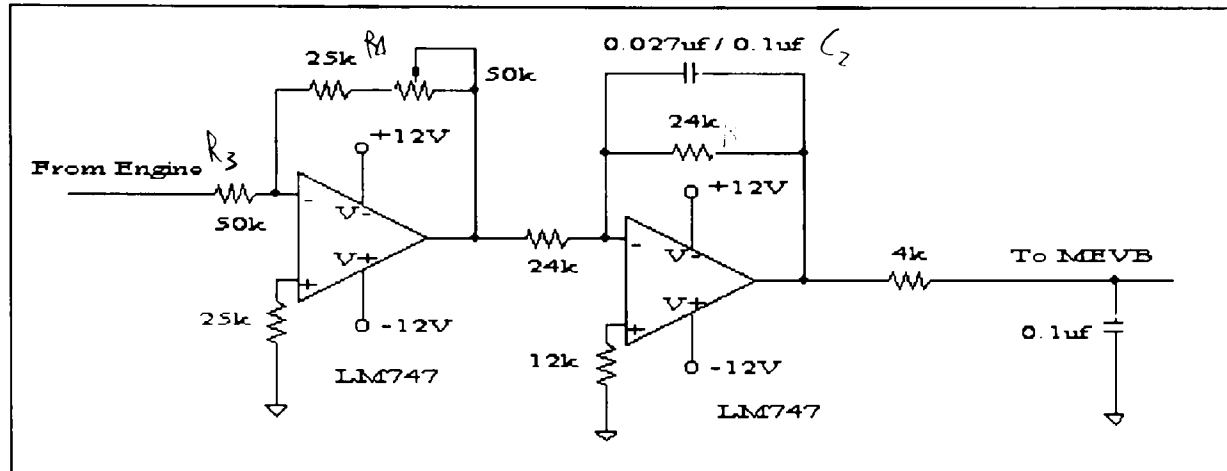 25k R1
50k
0.027uf / 0.1uf C2
24k
+12V
+12V
From Engine R3
50k
-
V-
V+
+
25k
-12V
LM747
24k
-
V-
V+
+
12k
-12V
LM747
4k
To MEVB
0.1uf